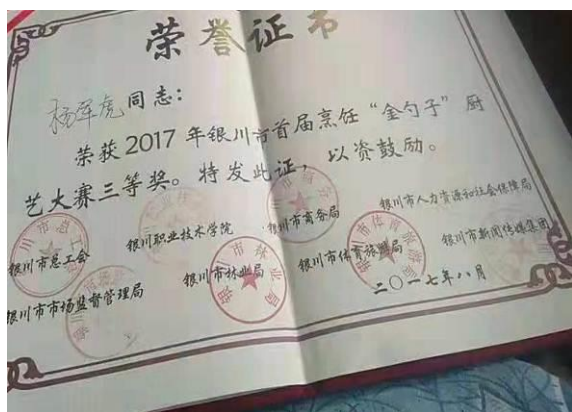 荣誉证书
杨军虎同志：
荣获2017年银川市首届烹饪“金勺子”厨
艺大赛三等奖。特发此证，以资鼓励。
银川市总工会 银川职业技术学院 银川市商务局 银川市人力资源和社会保障局
银川市市场监督管理局 银川市林业局 银川市体育旅游局 银川市新闻传媒集团
二〇一七年八月